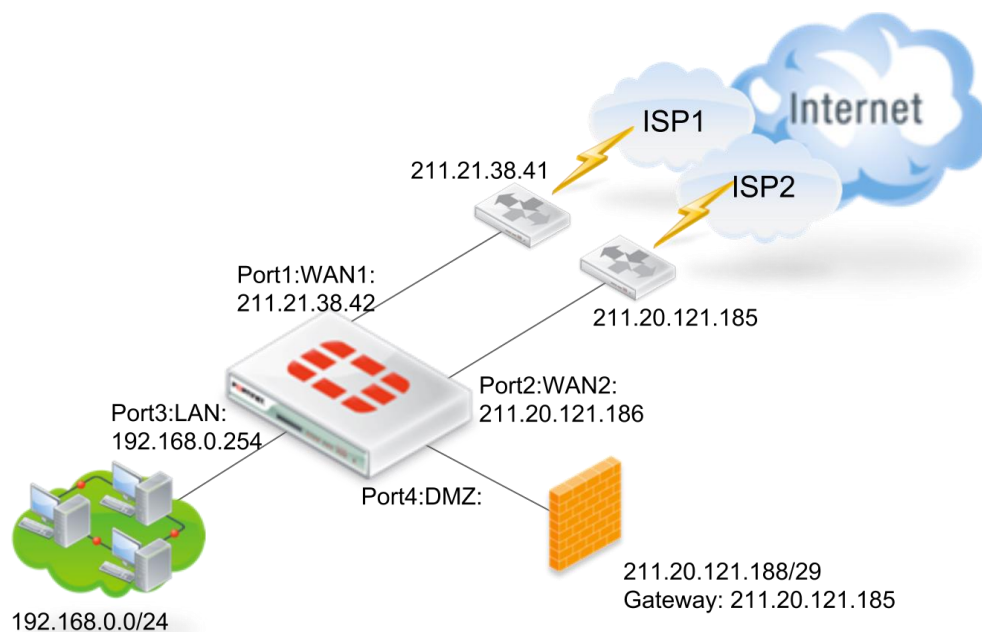 Internet
ISP1
211.21.38.41
ISP2
Port1:WAN1:
211.21.38.42
211.20.121.185
Port2:WAN2:
211.20.121.186
FORTINET
Port3:LAN:
192.168.0.254
Port4:DMZ:
211.20.121.188/29
Gateway: 211.20.121.185
192.168.0.0/24